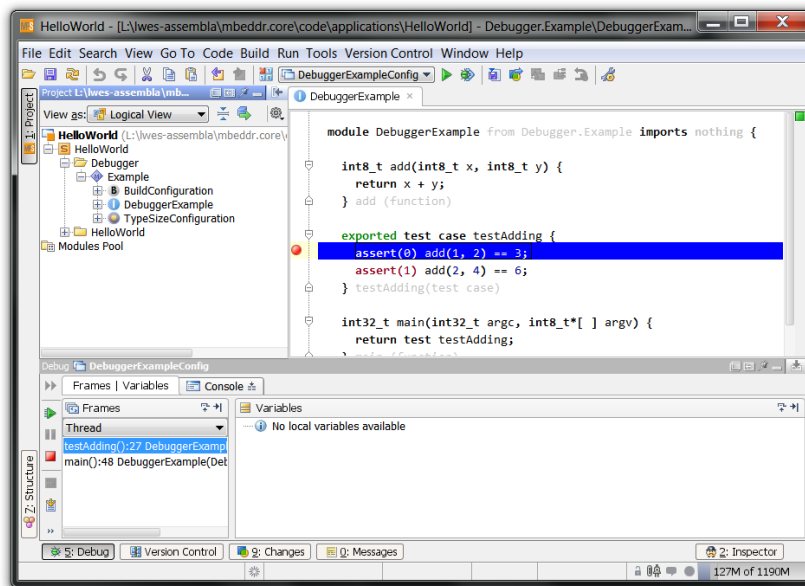 HelloWorld - [L:\lwes-assembla\mbeddr.core\code\applications\HelloWorld] - Debugger.Example\DebuggerExam...
File Edit Search View Go To Code Build Run Tools Version Control Window Help
DebuggerExampleConfig
1: Project
Project L:\lwes-assembla\mb...
View as: Logical View
HelloWorld (L:\lwes-assembla\mbeddr.core\
HelloWorld
Debugger
Example
BuildConfiguration
DebuggerExample
TypeSizeConfiguration
HelloWorld
Modules Pool
DebuggerExample
module DebuggerExample from Debugger.Example imports nothing {
int8_t add(int8_t x, int8_t y) {
return x + y;
} add (function)
exported test case testAdding {
assert(0) add(1, 2) == 3;
assert(1) add(2, 4) == 6;
} testAdding(test case)
int32_t main(int32_t argc, int8_t*[ ] argv) {
return test testAdding;
} main (function)
Debug DebuggerExampleConfig
Frames | Variables
Console
Frames
Thread
testAdding():27 DebuggerExampl
main():48 DebuggerExample(Deb
Variables
No local variables available
7: Structure
5: Debug
Version Control
9: Changes
0: Messages
2: Inspector
127M of 1190M